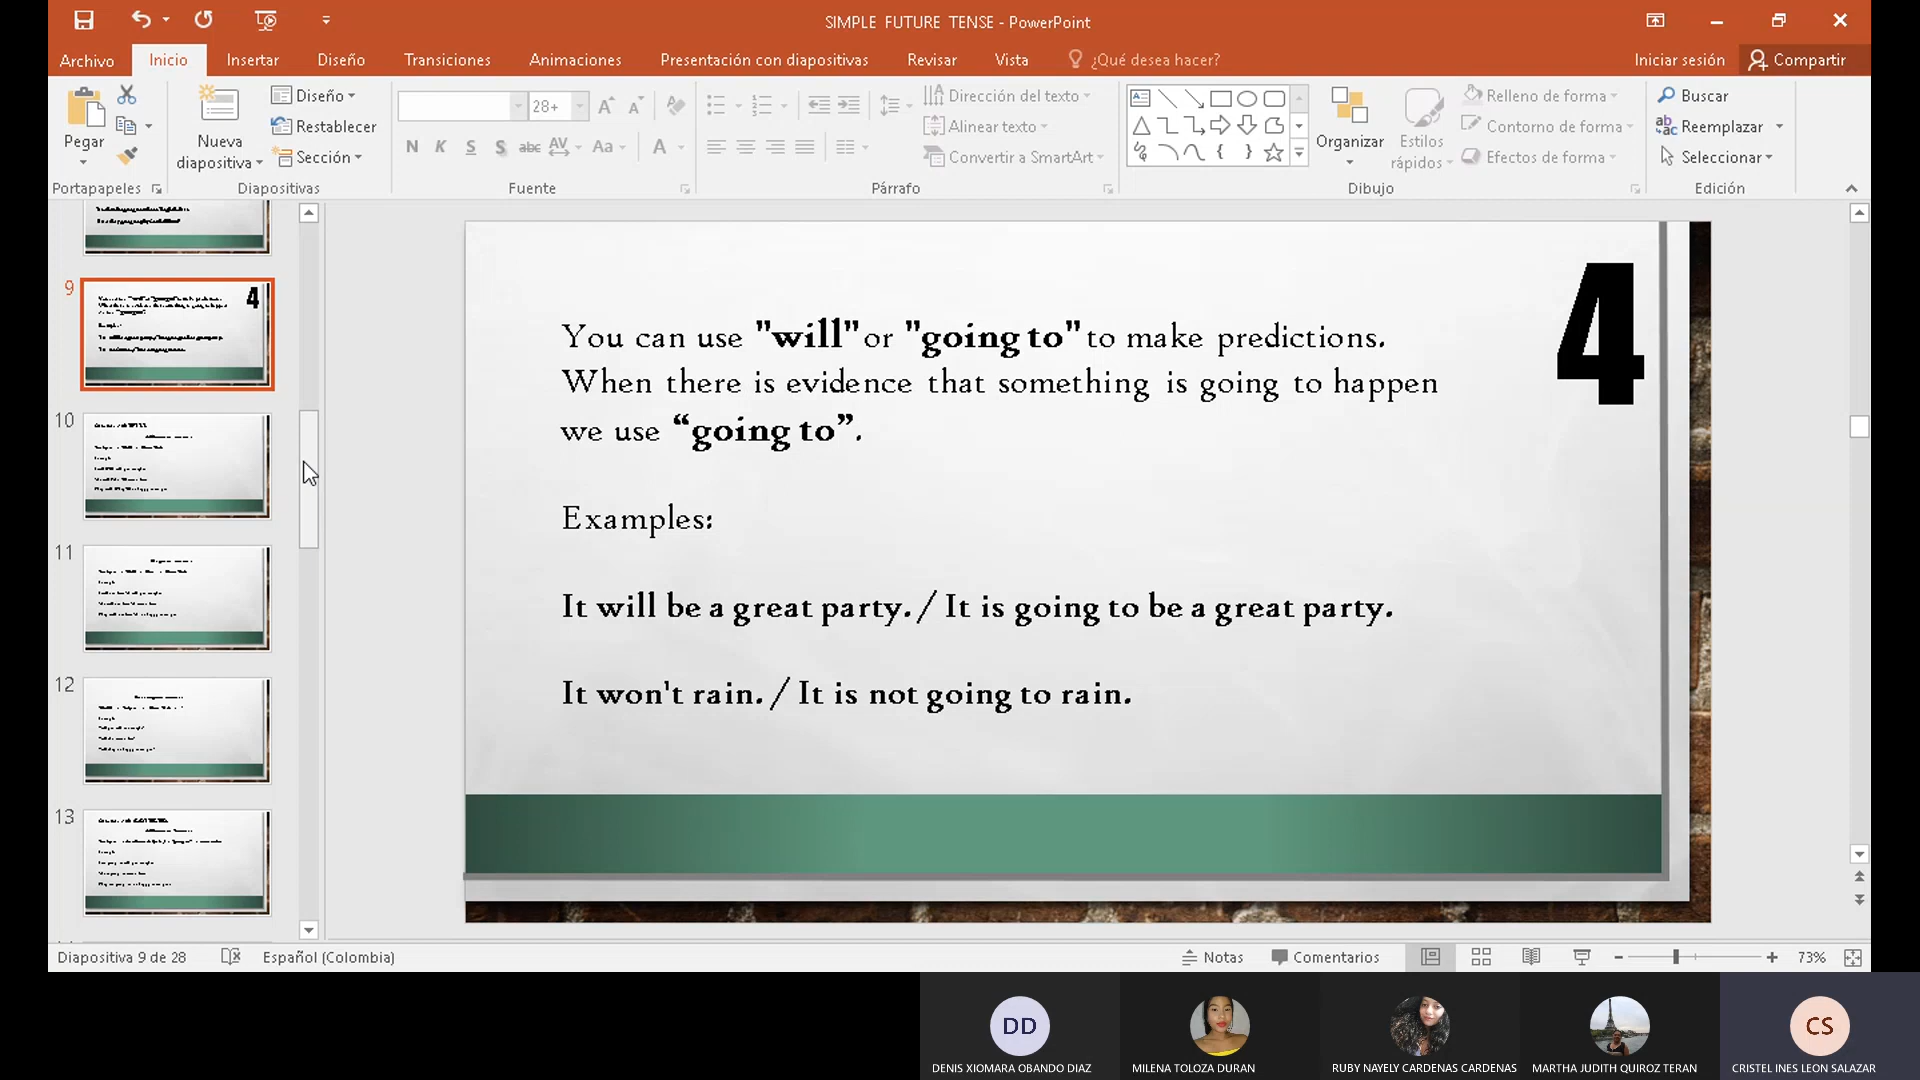 SIMPLE FUTURE TENSE - PowerPoint
Archivo Inicio Insertar Diseño Transiciones Animaciones Presentación con diapositivas Revisar Vista ¿Qué desea hacer? Iniciar sesión Compartir
Pegar
Portapapeles
Nueva diapositiva
Diseño
Restablecer
Sección
Diapositivas
28+
N K S S abc AV Aa A
Fuente
Dirección del texto
Alinear texto
Convertir a SmartArt
Párrafo
Organizar
Estilos rápidos
Relleno de forma
Contorno de forma
Efectos de forma
Dibujo
Buscar
Reemplazar
Seleccionar
Edición
9
10
11
12
13
4
You can use "will" or "going to" to make predictions.
When there is evidence that something is going to happen
we use “going to”.
Examples:
It will be a great party. / It is going to be a great party.
It won't rain. / It is not going to rain.
Diapositiva 9 de 28 Español (Colombia) Notas Comentarios 73%
DD CS
DENIS XIOMARA OBANDO DIAZ MILENA TOLOZA DURAN RUBY NAYELY CARDENAS CARDENAS MARTHA JUDITH QUIROZ TERAN CRISTEL INES LEON SALAZAR